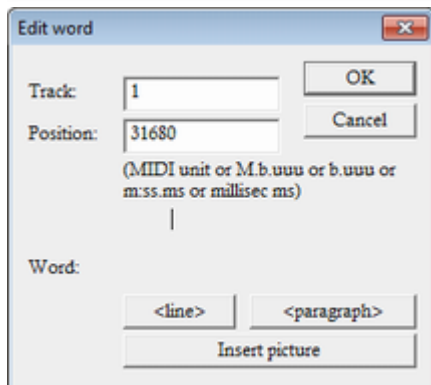 Edit word
Track: 1
OK
Position: 31680
Cancel
(MIDI unit or M.b.uuu or b.uuu or
m:ss.ms or millisec ms)
Word:
<line> <paragraph>
Insert picture